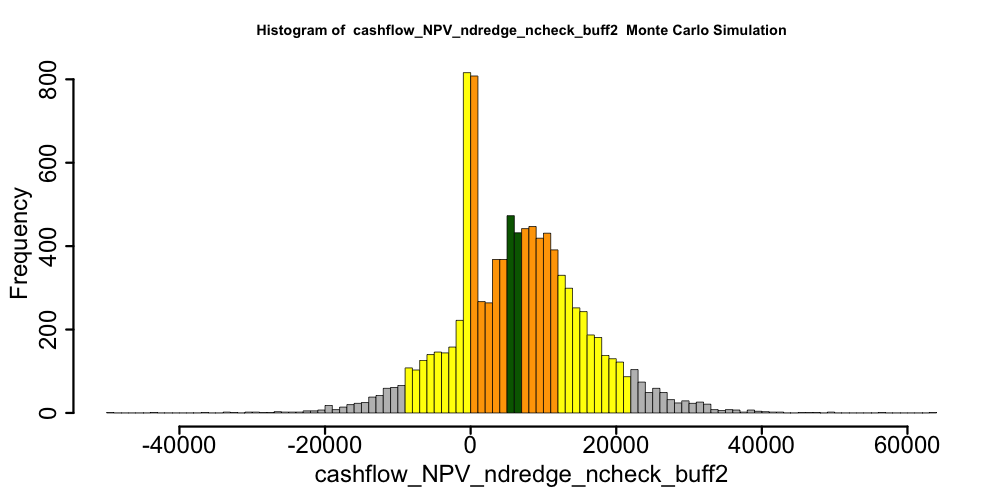 Histogram of  cashflow_NPV_ndredge_ncheck_buff2  Monte Carlo Simulation
800
600
400
200
0
Frequency
-40000 -20000 0 20000 40000 60000
cashflow_NPV_ndredge_ncheck_buff2